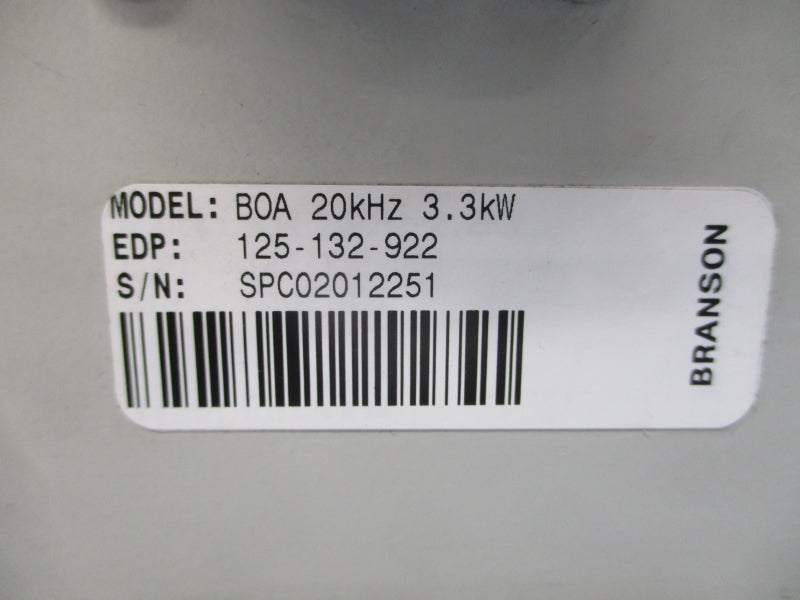 MODEL: BOA 20kHz 3.3kW
EDP: 125-132-922
S/N: SPC02012251
BRANSON